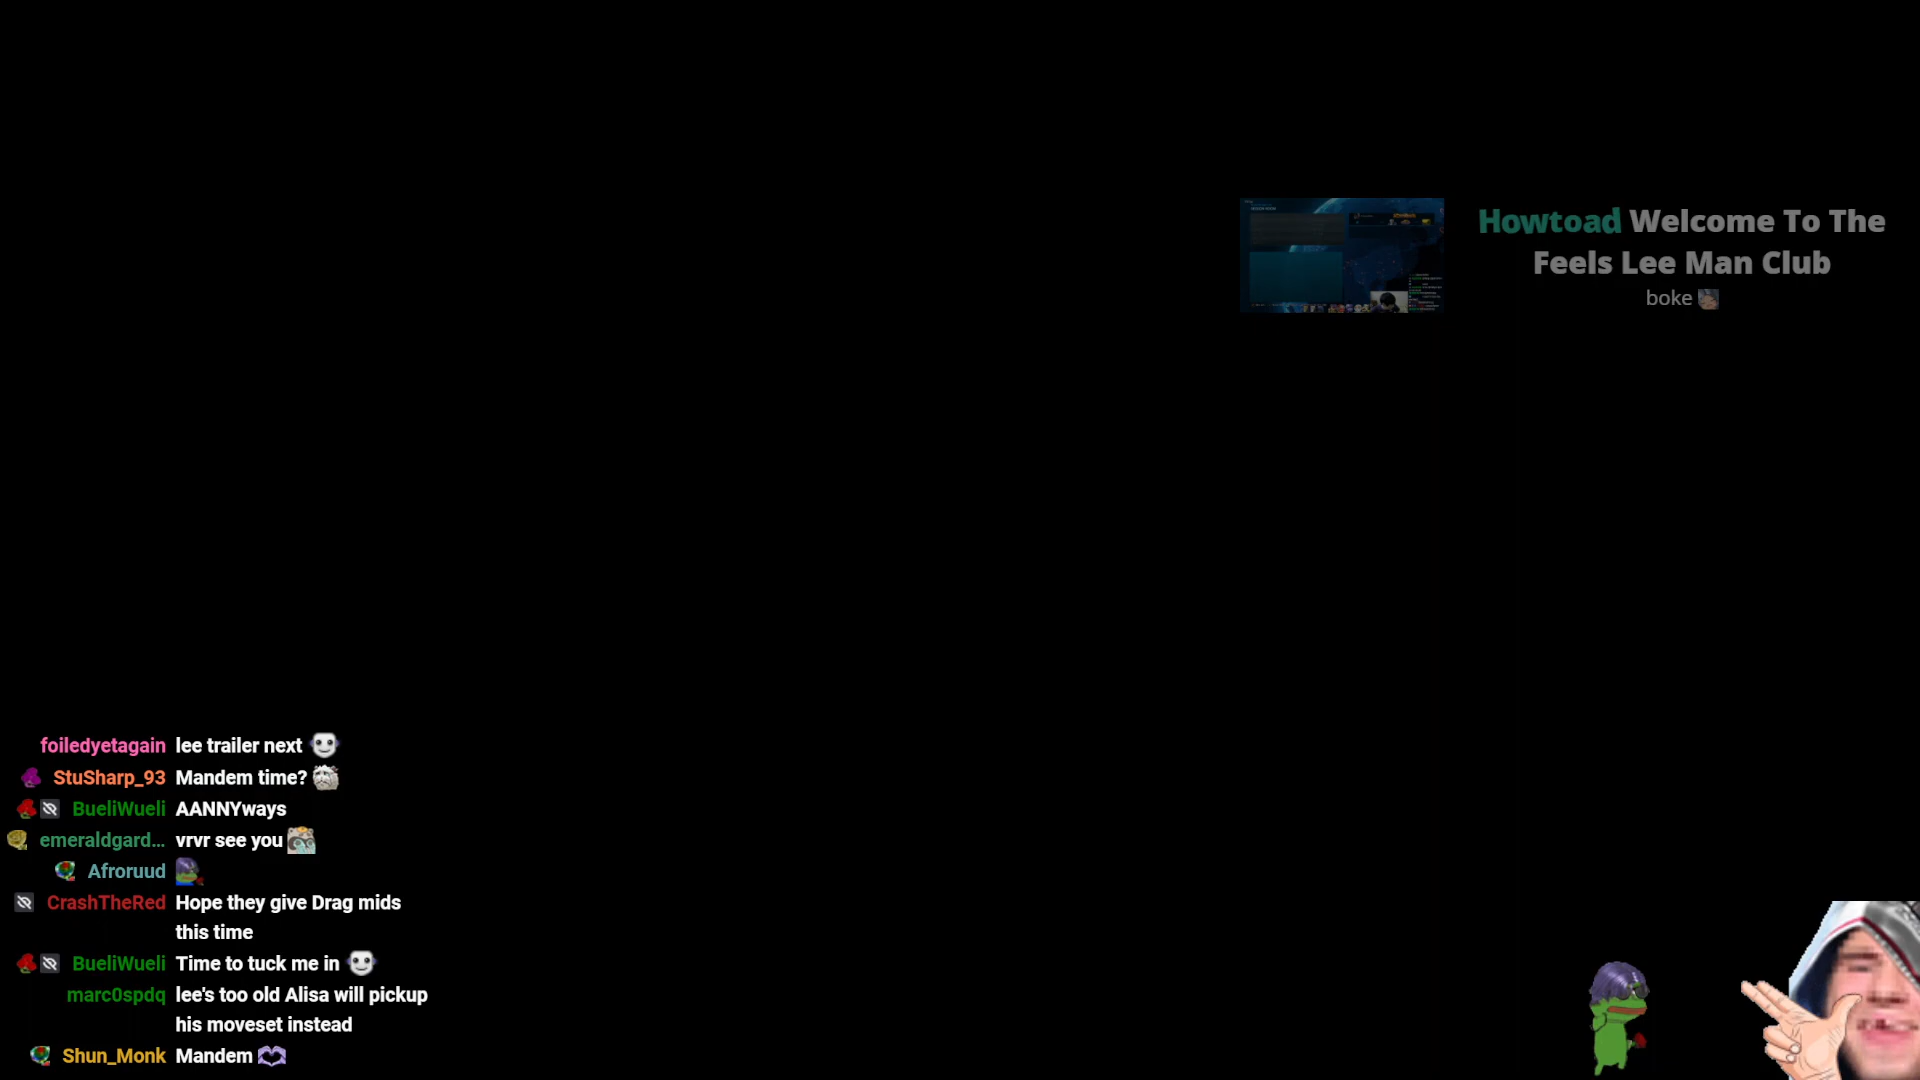 Howtoad Welcome To The
Feels Lee Man Club
boke
foiledyetagain lee trailer next
StuSharp_93 Mandem time?
BueliWueli AANNYways
emeraldgard... vrvr see you
Afroruud
CrashTheRed Hope they give Drag mids
this time
BueliWueli Time to tuck me in
marc0spdq lee's too old Alisa will pickup
his moveset instead
Shun_Monk Mandem